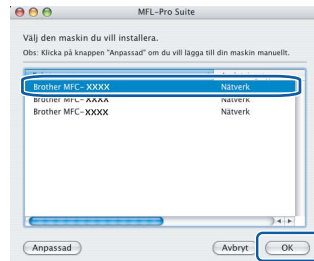 MFL-Pro Suite
Välj den maskin du vill installera.
Obs: Klicka på knappen "Anpassad" om du vill lägga till din maskin manuellt.
Brother MFC-XXXX Nätverk
Brother MFC-XXXX Nätverk
Brother MFC-XXXX Nätverk
Anpassad Avbryt OK